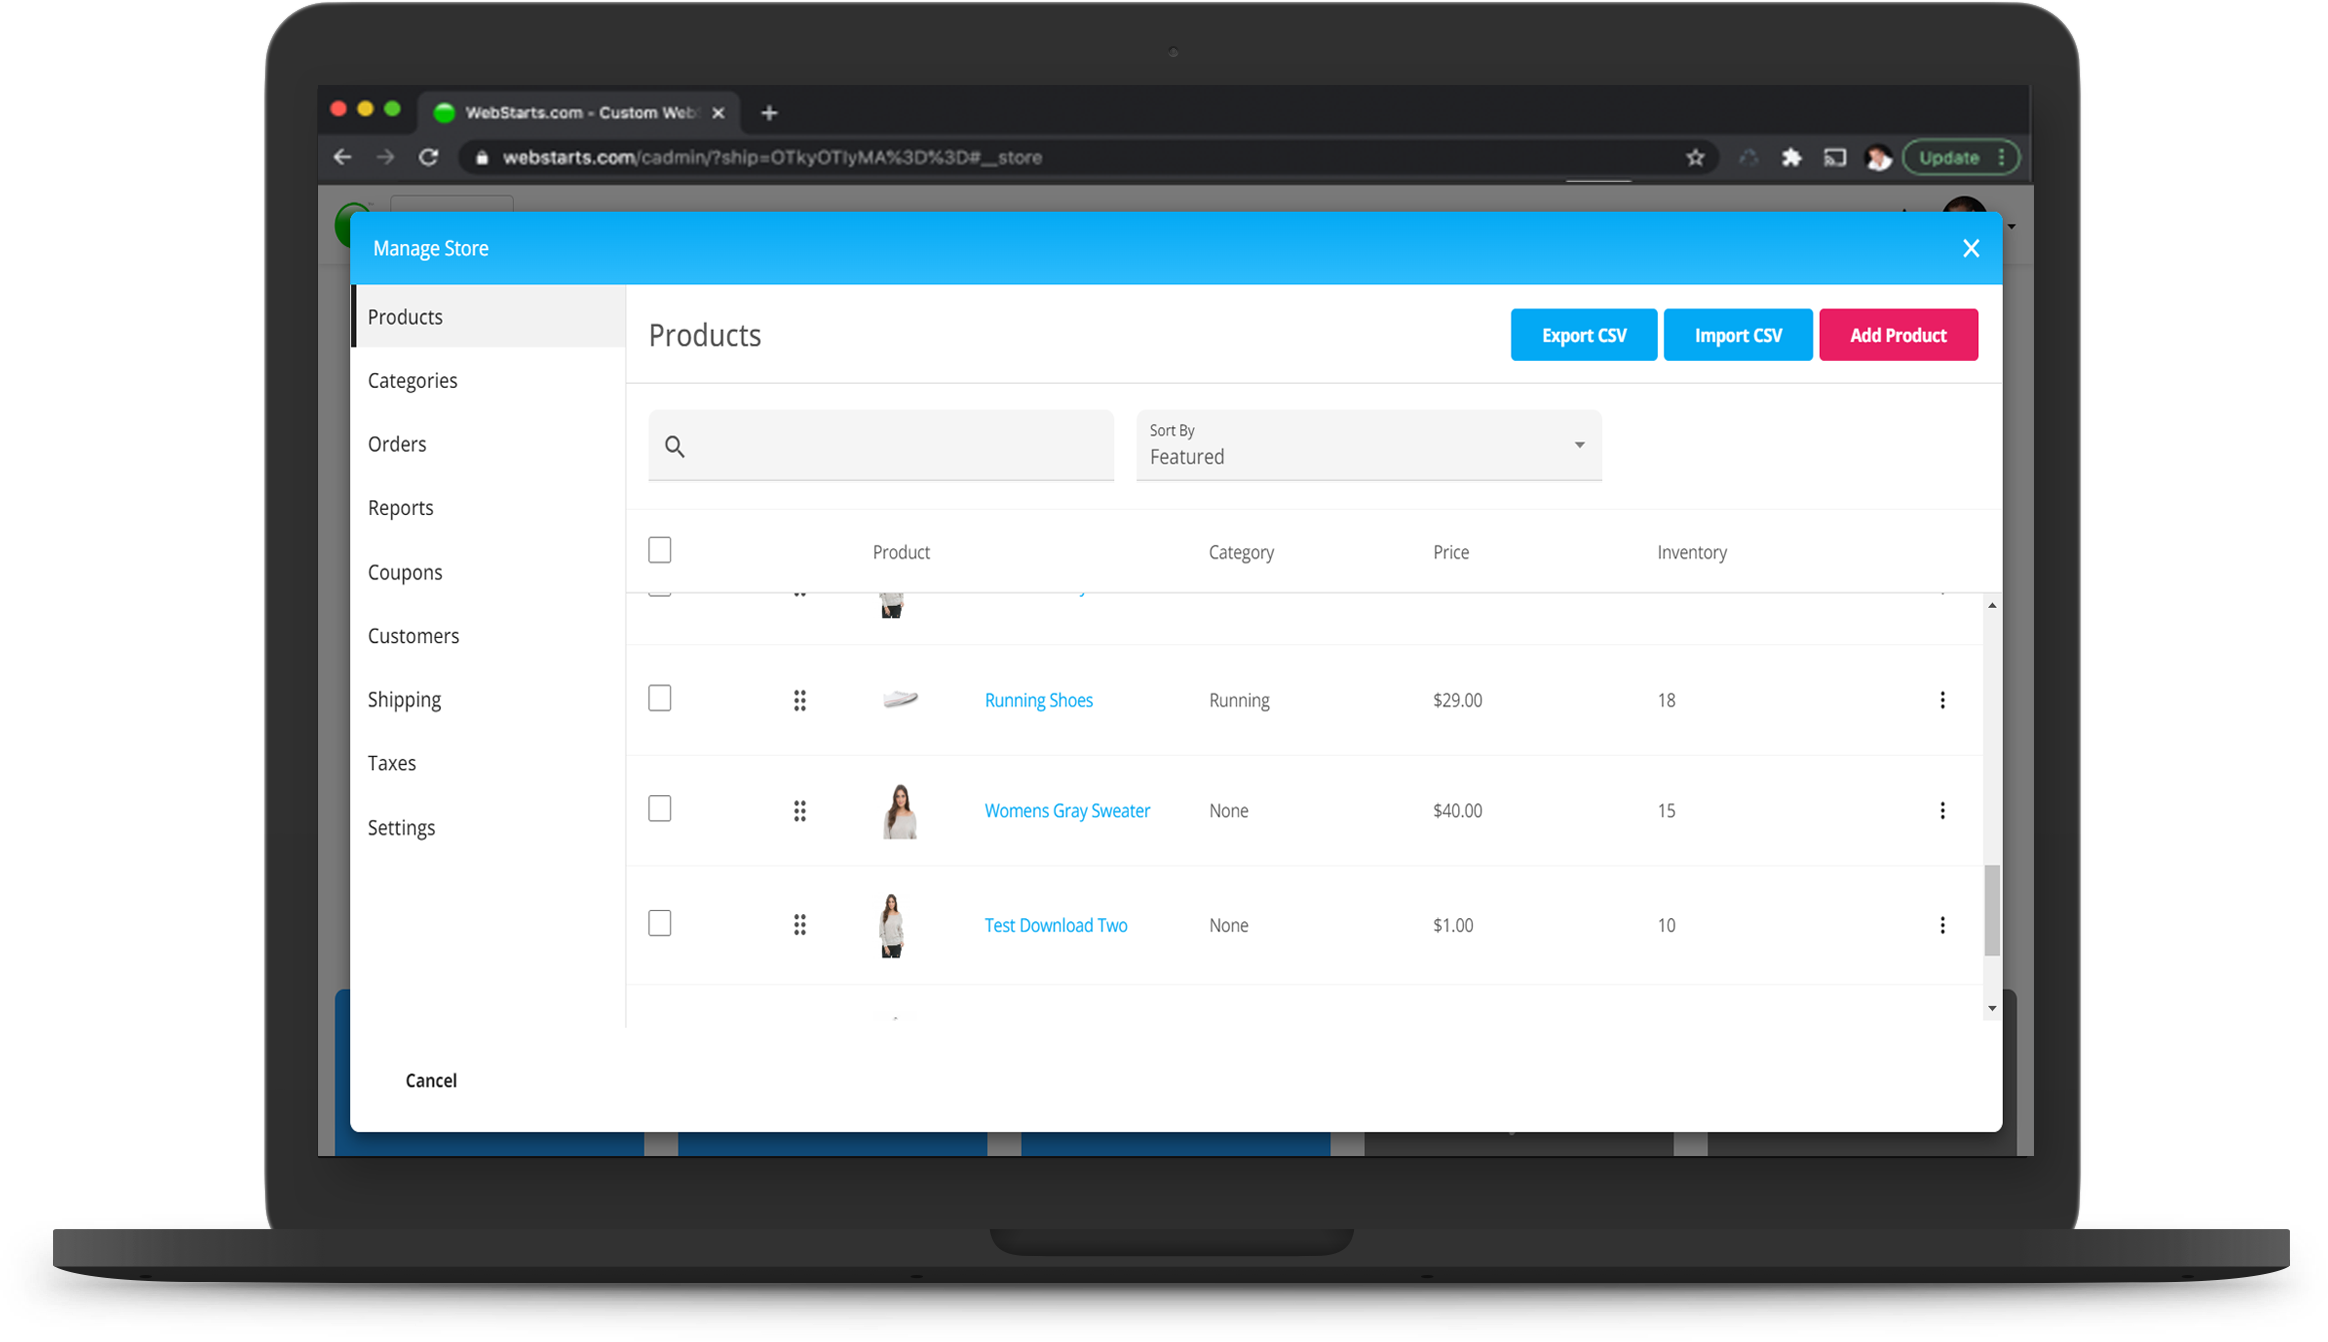 WebStarts.com - Custom Web
webstarts.com/cadmin/?ship=OTkyOTIyMA%3D%3D#__store
Update
Manage Store
Products
Categories
Orders
Reports
Coupons
Customers
Shipping
Taxes
Settings
Cancel
Products
Export CSV
Import CSV
Add Product
Sort By
Featured
Product Category Price Inventory
Running Shoes Running $29.00 18
Womens Gray Sweater None $40.00 15
Test Download Two None $1.00 10